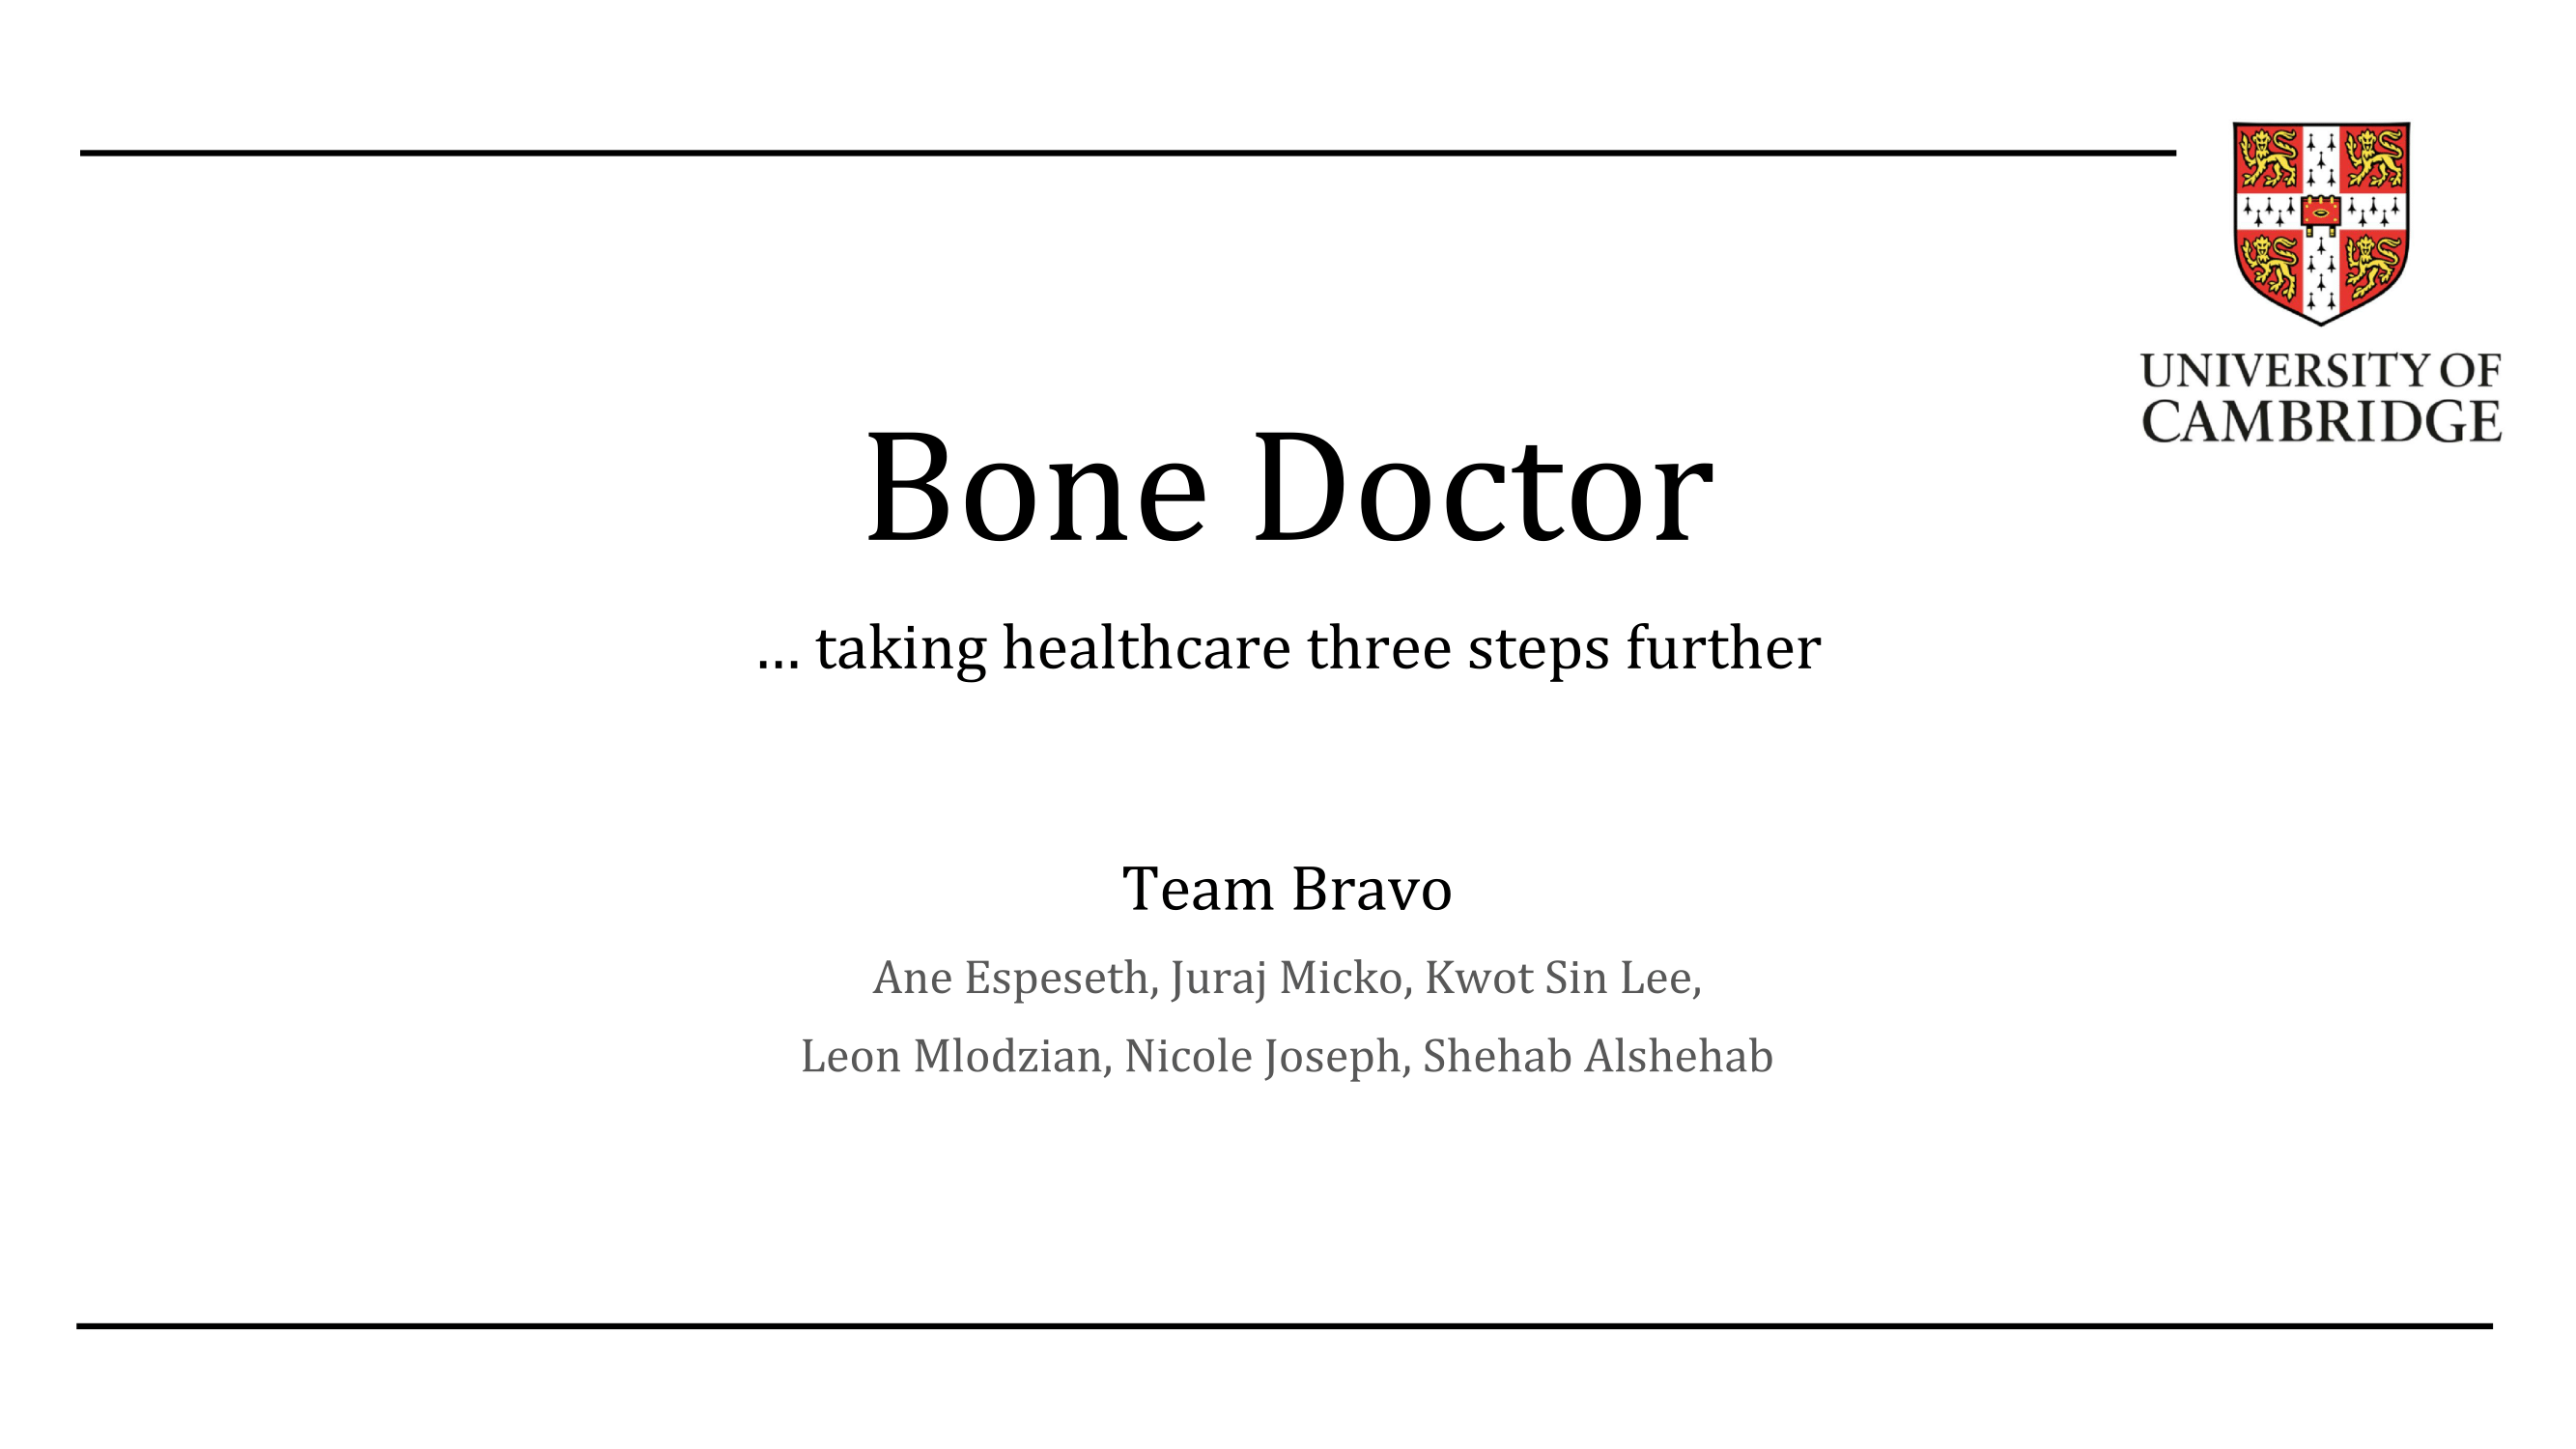 UNIVERSITY OF
CAMBRIDGE
Bone Doctor
... taking healthcare three steps further
Team Bravo
Ane Espeseth, Juraj Micko, Kwot Sin Lee,
Leon Mlodzian, Nicole Joseph, Shehab Alshehab